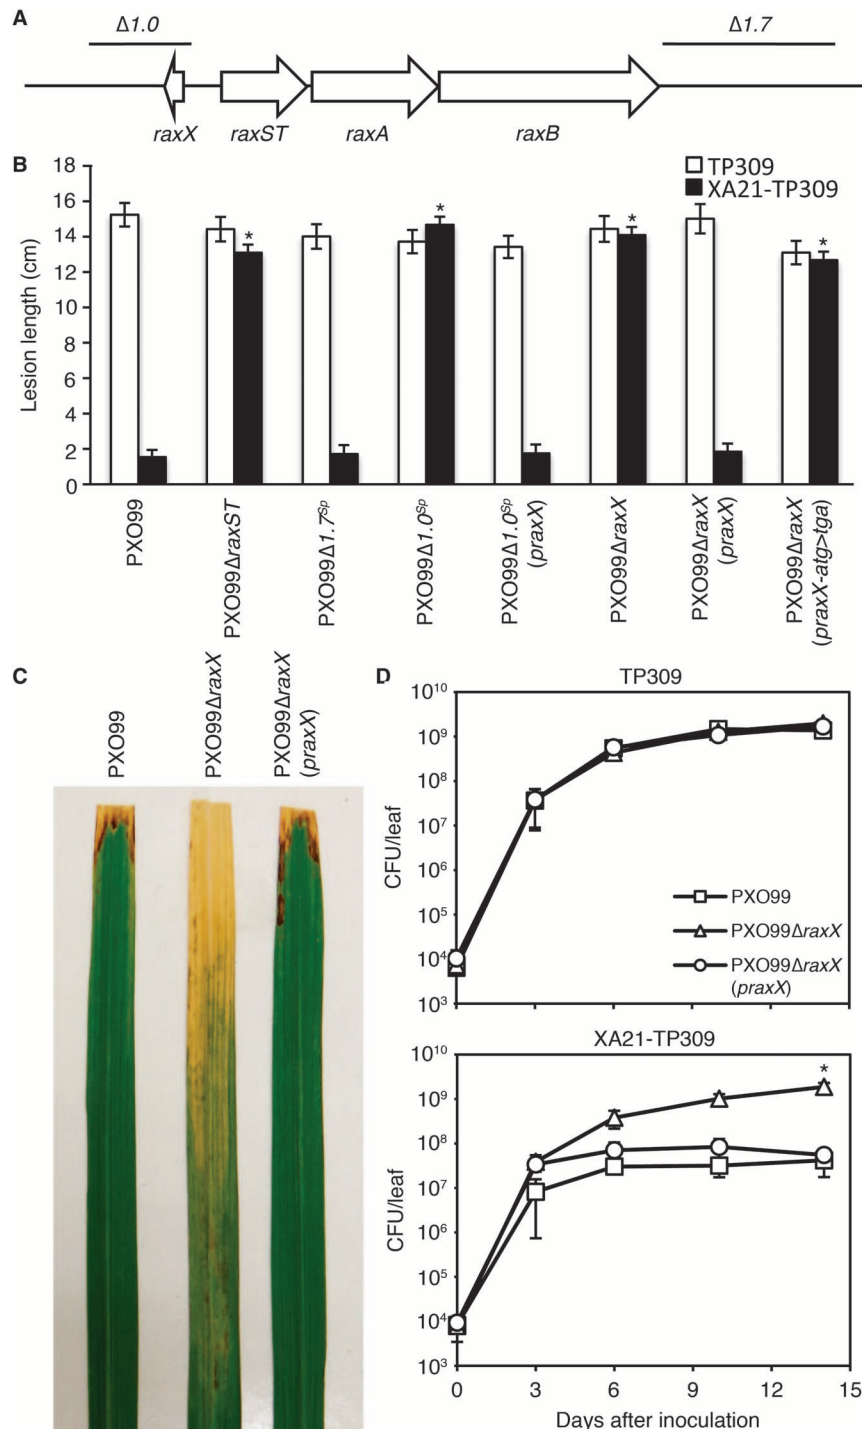 A
Δ1.0
Δ1.7
raxX
raxST
raxA
raxB
B
TP309
XA21-TP309
Lesion length (cm)
18
16
14
12
10
8
6
4
2
0
*
*
*
*
PXO99
PXO99ΔraxST
PXO99Δ1.7Sp
PXO99Δ1.0Sp
PXO99Δ1.0Sp
(praxX)
PXO99ΔraxX
PXO99ΔraxX
(praxX)
PXO99ΔraxX
(praxX-atg>tga)
C
PXO99
PXO99ΔraxX
PXO99ΔraxX
(praxX)
D
TP309
CFU/leaf
10^10
10^9
10^8
10^7
10^6
10^5
10^4
10^3
PXO99
PXO99ΔraxX
PXO99ΔraxX
(praxX)
XA21-TP309
CFU/leaf
10^10
10^9
10^8
10^7
10^6
10^5
10^4
10^3
*
0 3 6 9 12 15
Days after inoculation